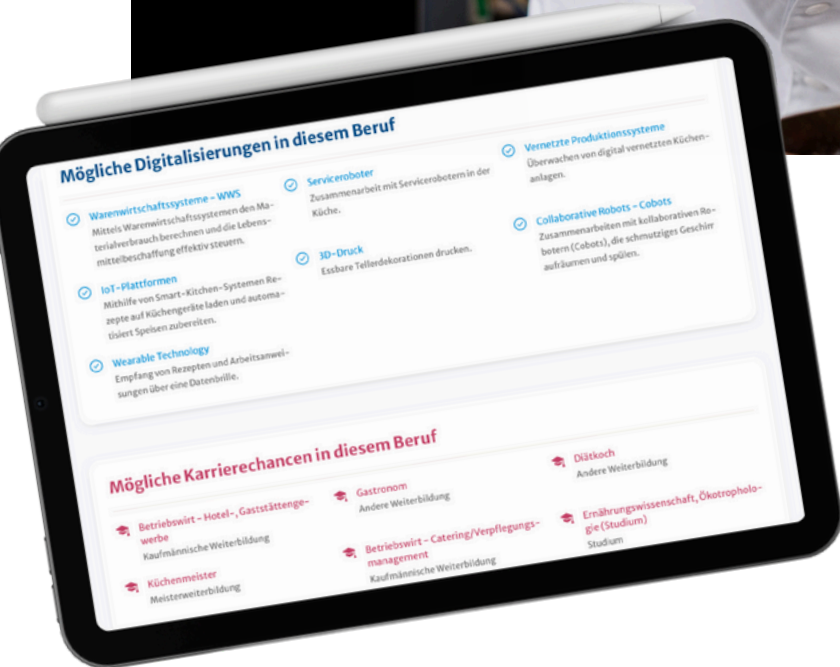 Mögliche Digitalisierungen in diesem Beruf
Warenwirtschaftssysteme – WWS
Mittels Warenwirtschaftssystemen den Ma-
terialverbrauch berechnen und die Lebens-
mittelbeschaffung effektiv steuern.
IoT-Plattformen
Mithilfe von Smart-Kitchen-Systemen Re-
zepte auf Küchengeräte laden und automa-
tisiert Speisen zubereiten.
Wearable Technology
Empfang von Rezepten und Arbeitsanwei-
sungen über eine Datenbrille.
Serviceroboter
Zusammenarbeit mit Servicerobotern in der
Küche.
3D-Druck
Essbare Tellerdekorationen drucken.
Vernetzte Produktionssysteme
Überwachen von digital vernetzten Küchen-
anlagen.
Collaborative Robots – Cobots
Zusammenarbeiten mit kollaborativen Ro-
botern (Cobots), die schmutziges Geschirr
aufräumen und spülen.
Mögliche Karrierechancen in diesem Beruf
Betriebswirt – Hotel-, Gaststättenge-
werbe
Kaufmännische Weiterbildung
Küchenmeister
Meisterweiterbildung
Gastronom
Andere Weiterbildung
Betriebswirt – Catering/Verpflegungs-
management
Kaufmännische Weiterbildung
Diätkoch
Andere Weiterbildung
Ernährungswissenschaft, Ökotropholo-
gie (Studium)
Studium